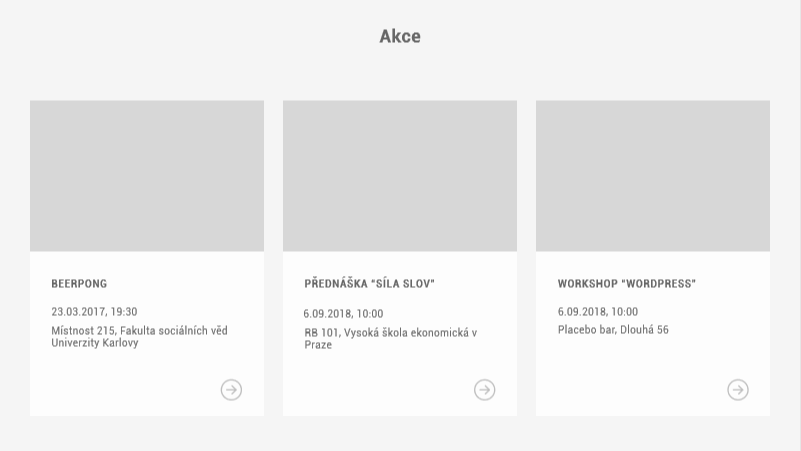 Akce
BEERPONG
23.03.2017, 19:30
Místnost 215, Fakulta sociálních věd
Univerzity Karlovy
PŘEDNÁŠKA "SÍLA SLOV"
6.09.2018, 10:00
RB 101, Vysoká škola ekonomická v
Praze
WORKSHOP "WORDPRESS"
6.09.2018, 10:00
Placebo bar, Dlouhá 56